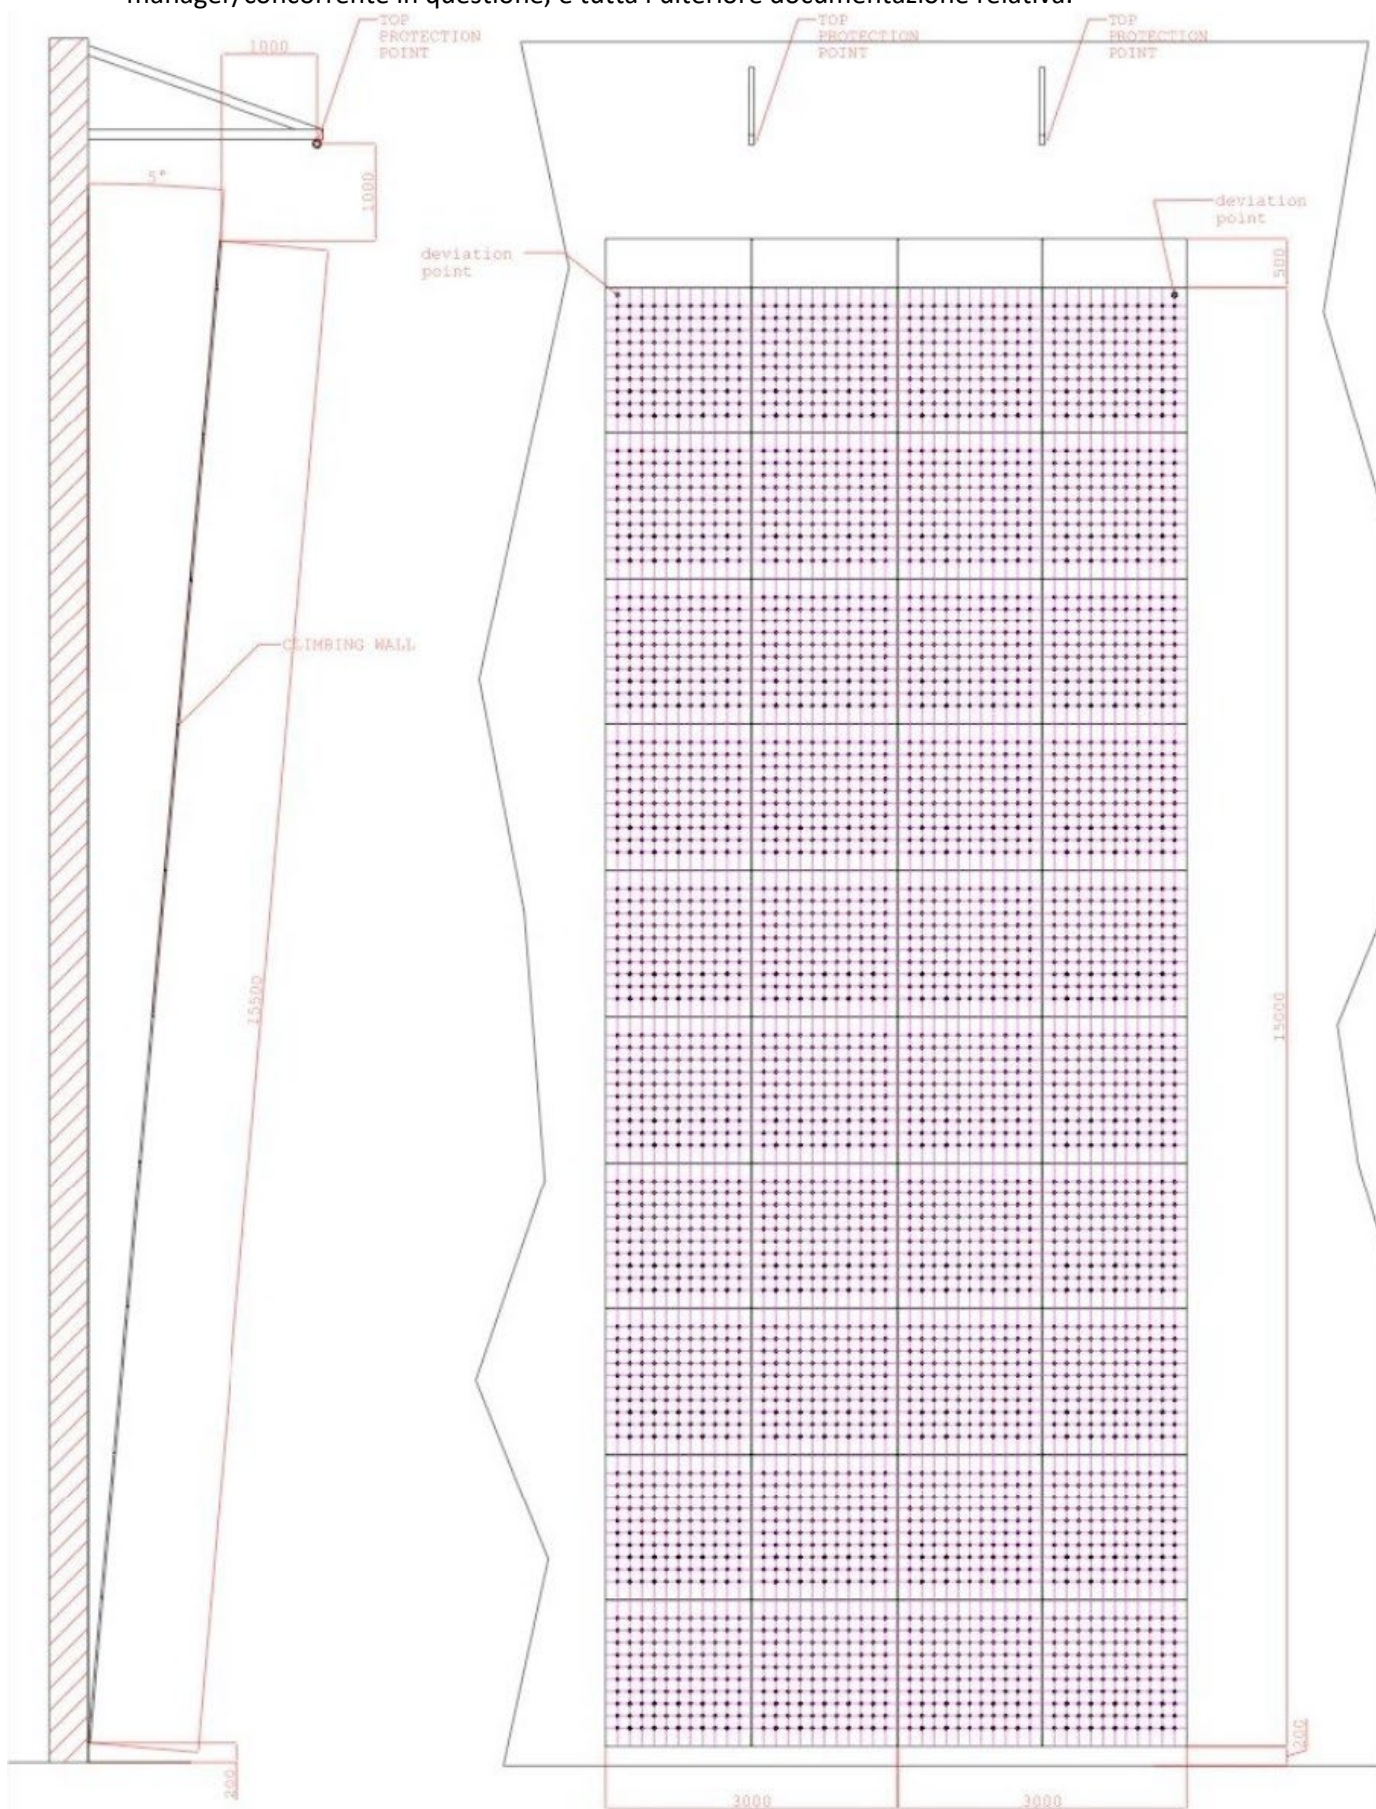 manager/concorrente in questione, e tutta l'ulteriore documentazione relativa.
TOP
PROTECTION
POINT
1000
1000
5°
CLIMBING WALL
15500
200
TOP
PROTECTION
POINT
TOP
PROTECTION
POINT
deviation
point
deviation
point
500
15000
200
3000
3000